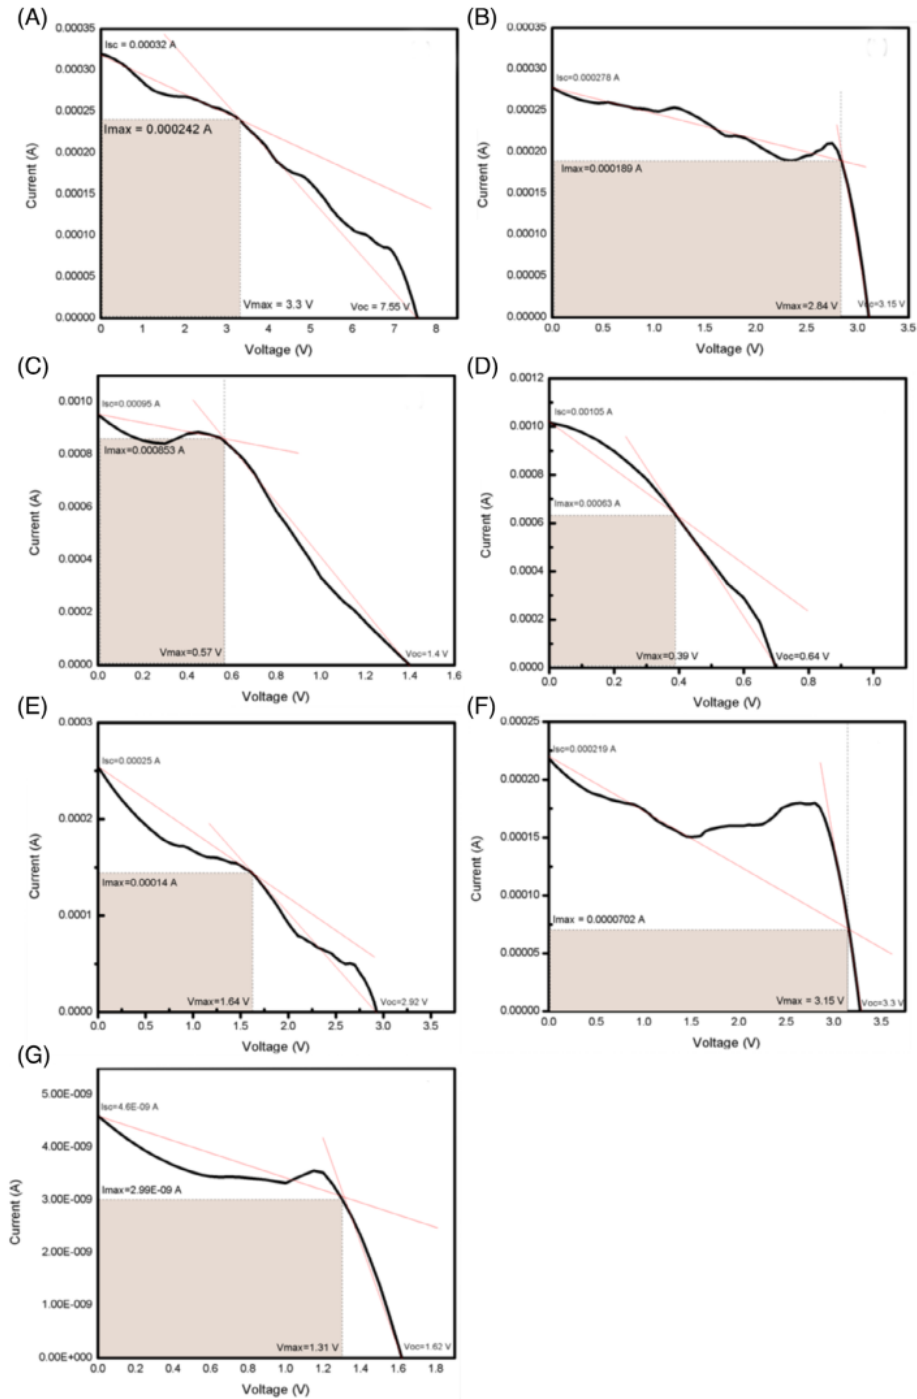 (A)
0.00035
0.00030
0.00025
0.00020
0.00015
0.00010
0.00005
0.00000
Current (A)
Isc = 0.00032 A
Imax = 0.000242 A
Vmax = 3.3 V
Voc = 7.55 V
0 1 2 3 4 5 6 7 8
Voltage (V)
(B)
0.00035
0.00030
0.00025
0.00020
0.00015
0.00010
0.00005
0.00000
Current (A)
Isc=0.000278 A
Imax=0.000189 A
Vmax=2.84 V
Voc=3.15 V
0.0 0.5 1.0 1.5 2.0 2.5 3.0 3.5
Voltage (V)
(C)
0.0010
0.0008
0.0006
0.0004
0.0002
0.0000
Current (A)
Isc=0.00095 A
Imax=0.000853 A
Vmax=0.57 V
Voc=1.4 V
0.0 0.2 0.4 0.6 0.8 1.0 1.2 1.4 1.6
Voltage (V)
(D)
0.0012
0.0010
0.0008
0.0006
0.0004
0.0002
0.0000
Current (A)
Isc=0.00105 A
Imax=0.00063 A
Vmax=0.39 V
Voc=0.64 V
0.0 0.2 0.4 0.6 0.8 1.0
Voltage (V)
(E)
0.0003
0.0002
0.0001
0.0000
Current (A)
Isc=0.00025 A
Imax=0.00014 A
Vmax=1.64 V
Voc=2.92 V
0.0 0.5 1.0 1.5 2.0 2.5 3.0 3.5
Voltage (V)
(F)
0.00025
0.00020
0.00015
0.00010
0.00005
0.00000
Current (A)
Isc=0.000219 A
Imax = 0.0000702 A
Vmax = 3.15 V
Voc=3.3 V
0.0 0.5 1.0 1.5 2.0 2.5 3.0 3.5
Voltage (V)
(G)
5.00E-009
4.00E-009
3.00E-009
2.00E-009
1.00E-009
0.00E+000
Current (A)
Isc=4.6E-09 A
Imax=2.99E-09 A
Vmax=1.31 V
Voc=1.62 V
0.0 0.2 0.4 0.6 0.8 1.0 1.2 1.4 1.6 1.8
Voltage (V)